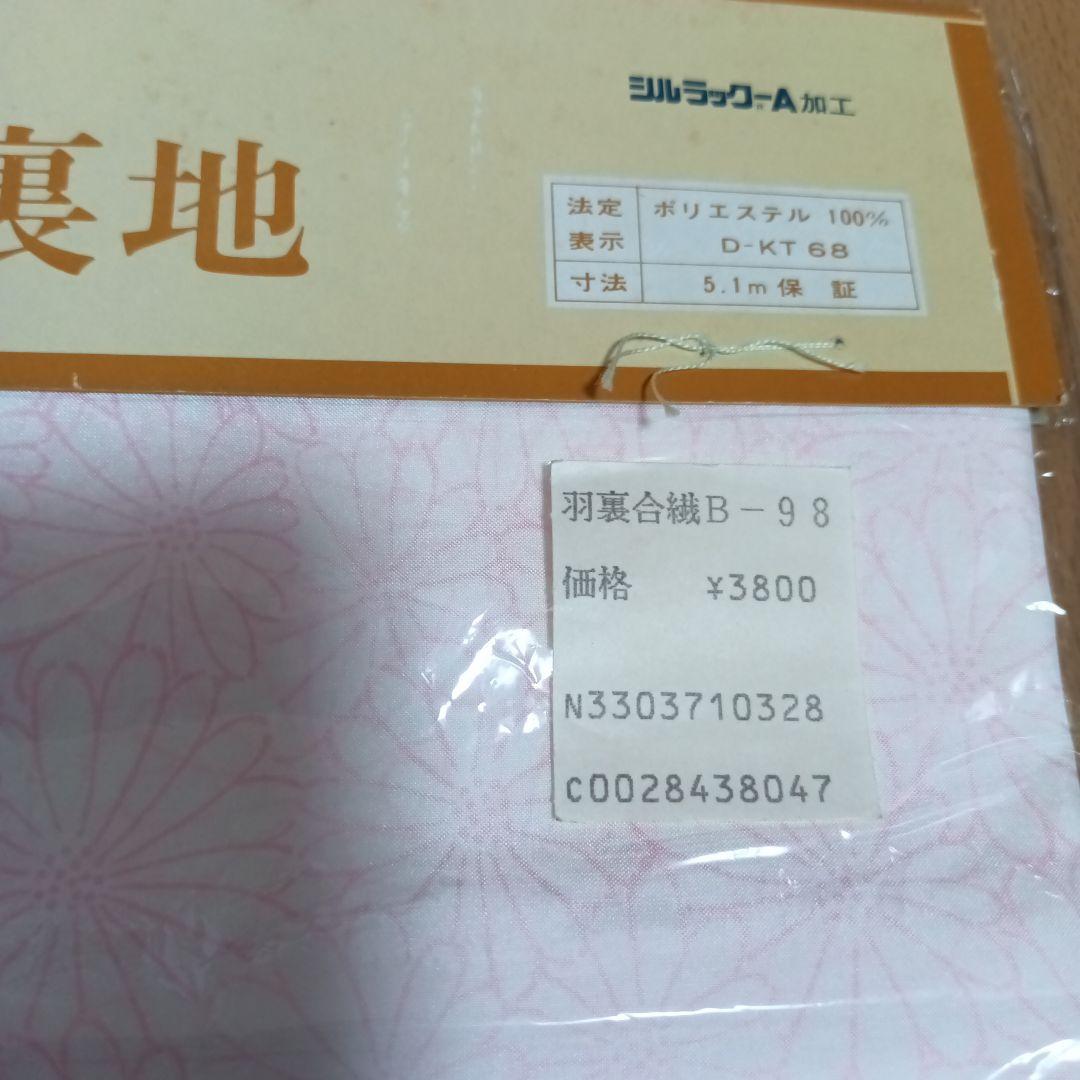 シルラック-A加工
裏地
法定
表示
ポリエステル 100%
D-KT 68
寸法
5.1m 保 証
羽裏合繊B-98
価格 ¥3800
N3303710328
C0028438047